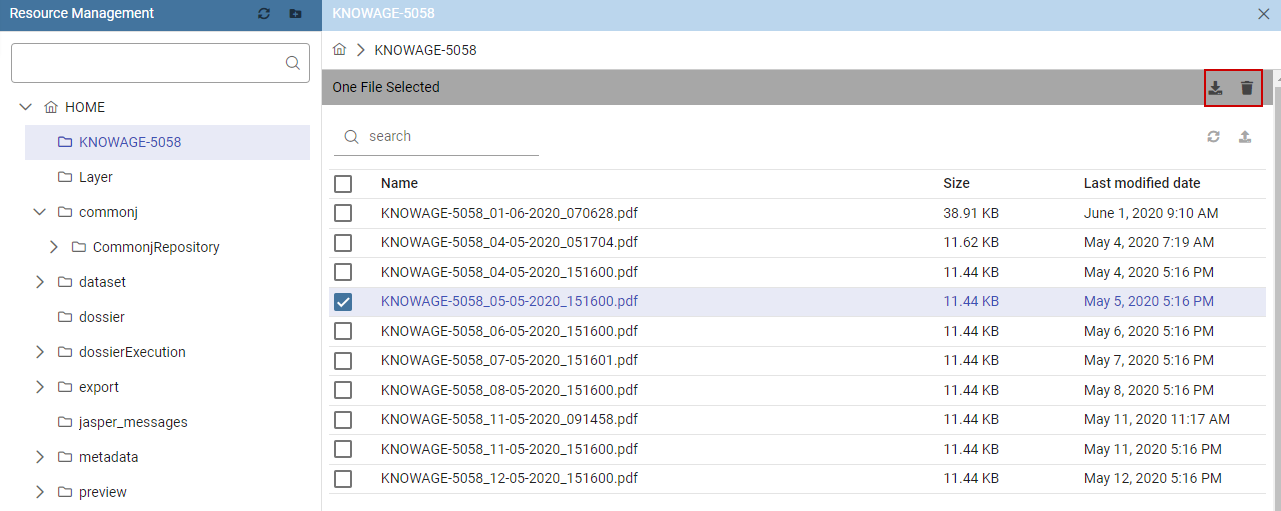 Resource Management
KNOWAGE-5058
KNOWAGE-5058
One File Selected
HOME
KNOWAGE-5058
Layer
commonj
CommonjRepository
dataset
dossier
dossierExecution
export
jasper_messages
metadata
preview
search
Name Size Last modified date
KNOWAGE-5058_01-06-2020_070628.pdf 38.91 KB June 1, 2020 9:10 AM
KNOWAGE-5058_04-05-2020_051704.pdf 11.62 KB May 4, 2020 7:19 AM
KNOWAGE-5058_04-05-2020_151600.pdf 11.44 KB May 4, 2020 5:16 PM
KNOWAGE-5058_05-05-2020_151600.pdf 11.44 KB May 5, 2020 5:16 PM
KNOWAGE-5058_06-05-2020_151600.pdf 11.44 KB May 6, 2020 5:16 PM
KNOWAGE-5058_07-05-2020_151601.pdf 11.44 KB May 7, 2020 5:16 PM
KNOWAGE-5058_08-05-2020_151600.pdf 11.44 KB May 8, 2020 5:16 PM
KNOWAGE-5058_11-05-2020_091458.pdf 11.44 KB May 11, 2020 11:17 AM
KNOWAGE-5058_11-05-2020_151600.pdf 11.44 KB May 11, 2020 5:16 PM
KNOWAGE-5058_12-05-2020_151600.pdf 11.44 KB May 12, 2020 5:16 PM